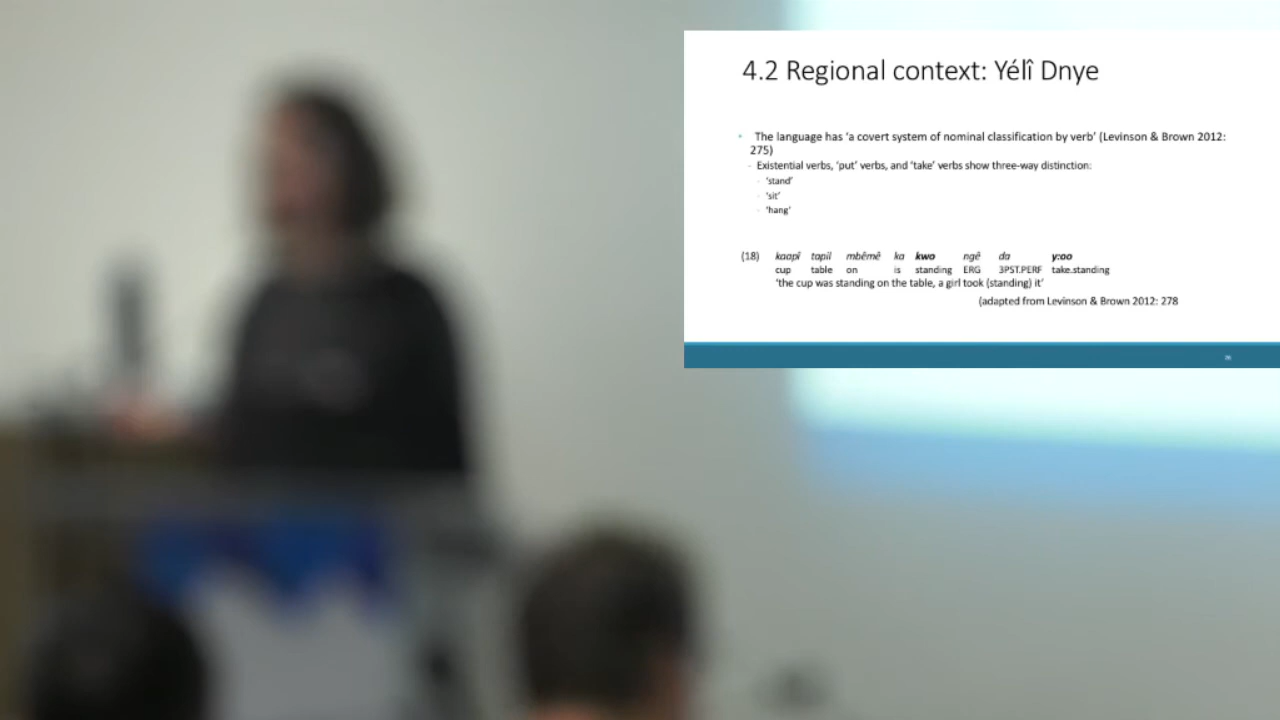 4.2 Regional context: Yélî Dnye
The language has ‘a covert system of nominal classification by verb’ (Levinson & Brown 2012:
275)
- Existential verbs, ‘put’ verbs, and ‘take’ verbs show three-way distinction:
- ‘stand’
- ‘sit’
- ‘hang’
(18) kaapî tapil mbêmê ka kwo ngê da y:oo
cup table on is standing ERG 3PST.PERF take.standing
‘the cup was standing on the table, a girl took (standing) it’
(adapted from Levinson & Brown 2012: 278